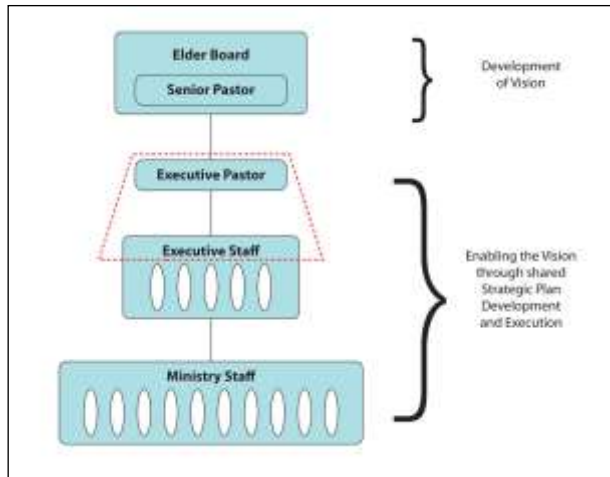 Elder Board
Senior Pastor
Development
of Vision
Executive Pastor
Executive Staff
Enabling the Vision
through shared
Strategic Plan
Development
and Execution
Ministry Staff